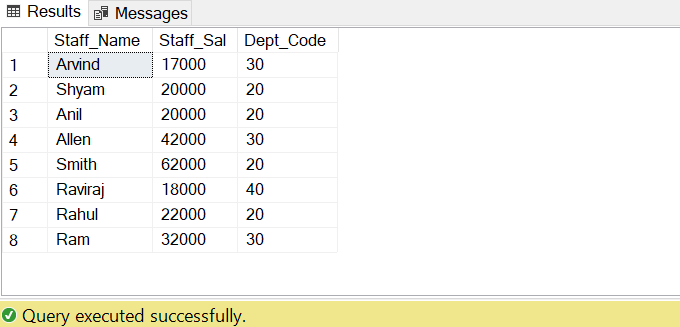 Results Messages
Staff_Name Staff_Sal Dept_Code
1 Arvind 17000 30
2 Shyam 20000 20
3 Anil 20000 20
4 Allen 42000 30
5 Smith 62000 20
6 Raviraj 18000 40
7 Rahul 22000 20
8 Ram 32000 30
Query executed successfully.